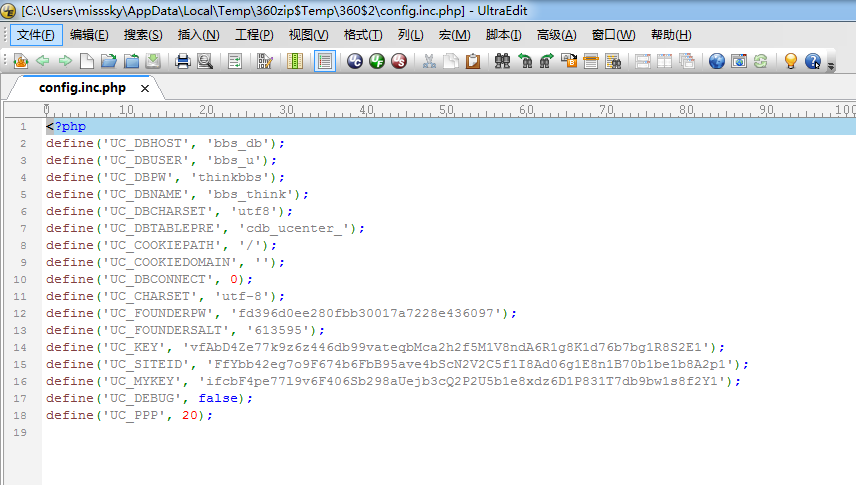 [C:\Users\misssky\AppData\Local\Temp\360zip$Temp\360$2\config.inc.php] - UltraEdit
文件(F) 编辑(E) 搜索(S) 插入(N) 工程(P) 视图(V) 格式(T) 列(L) 宏(M) 脚本(I) 高级(A) 窗口(W) 帮助(H)
config.inc.php
0 10 20 30 40 50 60 70 80 90 100
1 <?php
2 define('UC_DBHOST', 'bbs_db');
3 define('UC_DBUSER', 'bbs_u');
4 define('UC_DBPW', 'thinkbbs');
5 define('UC_DBNAME', 'bbs_think');
6 define('UC_DBCHARSET', 'utf8');
7 define('UC_DBTABLEPRE', 'cdb_ucenter_');
8 define('UC_COOKIEPATH', '/');
9 define('UC_COOKIEDOMAIN', '');
10 define('UC_DBCONNECT', 0);
11 define('UC_CHARSET', 'utf-8');
12 define('UC_FOUNDERPW', 'fd396d0ee280fbb30017a7228e436097');
13 define('UC_FOUNDERSALT', '613595');
14 define('UC_KEY', 'vfAbD4Ze77k9z6z446db99vateqbMca2h2f5M1V8ndA6R1g8K1d76b7bg1R8S2E1');
15 define('UC_SITEID', 'FfYbb42eg7o9F674b6FbB95ave4bScN2V2C5f1I8Ad06g1E8n1B70b1be1b8A2p1');
16 define('UC_MYKEY', 'ifcbF4pe77l9v6F406Sb298aUejb3cQ2P2U5b1e8xdz6D1P831T7db9bw1s8f2Y1');
17 define('UC_DEBUG', false);
18 define('UC_PPP', 20);
19